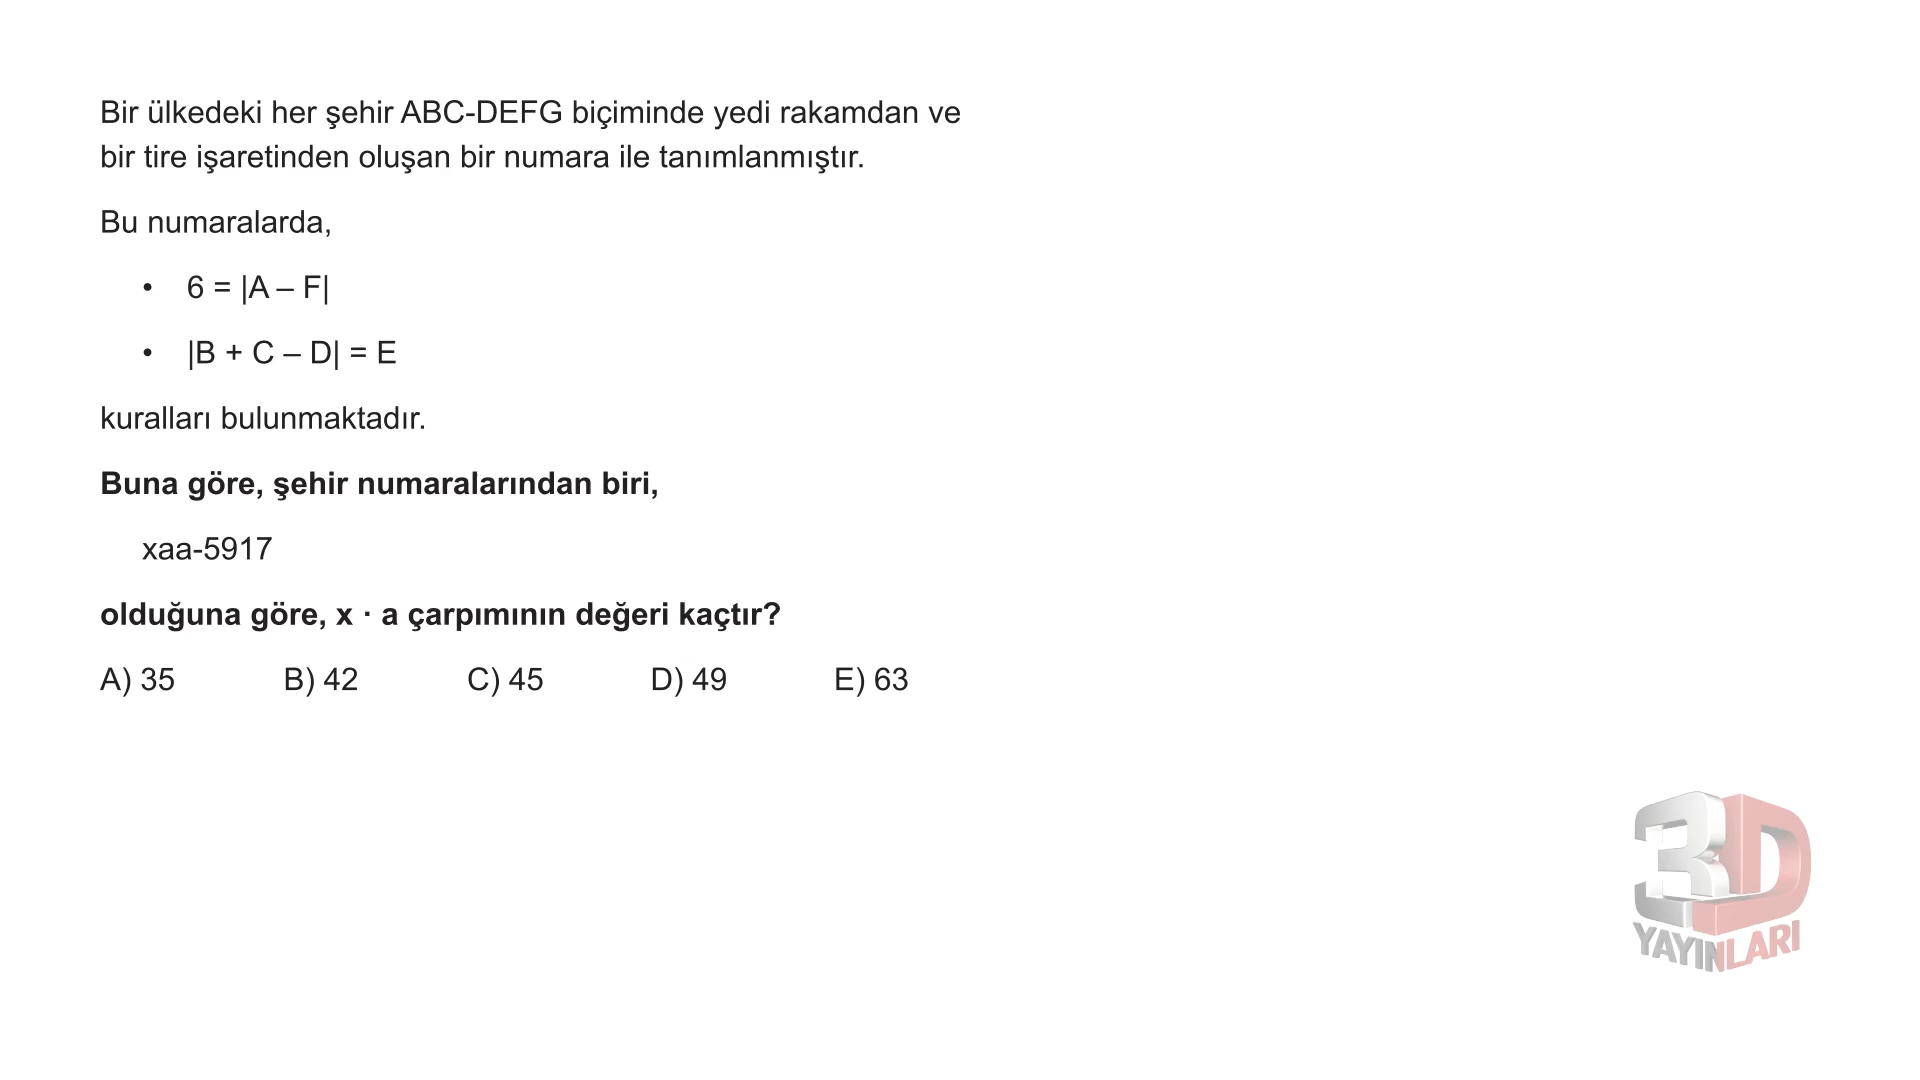 Bir ülkedeki her şehir ABC-DEFG biçiminde yedi rakamdan ve
bir tire işaretinden oluşan bir numara ile tanımlanmıştır.
Bu numaralarda,
• 6 = |A – F|
• |B + C – D| = E
kuralları bulunmaktadır.
Buna göre, şehir numaralarından biri,
xaa-5917
olduğuna göre, x · a çarpımının değeri kaçtır?
A) 35 B) 42 C) 45 D) 49 E) 63
3D
YAYINLARI